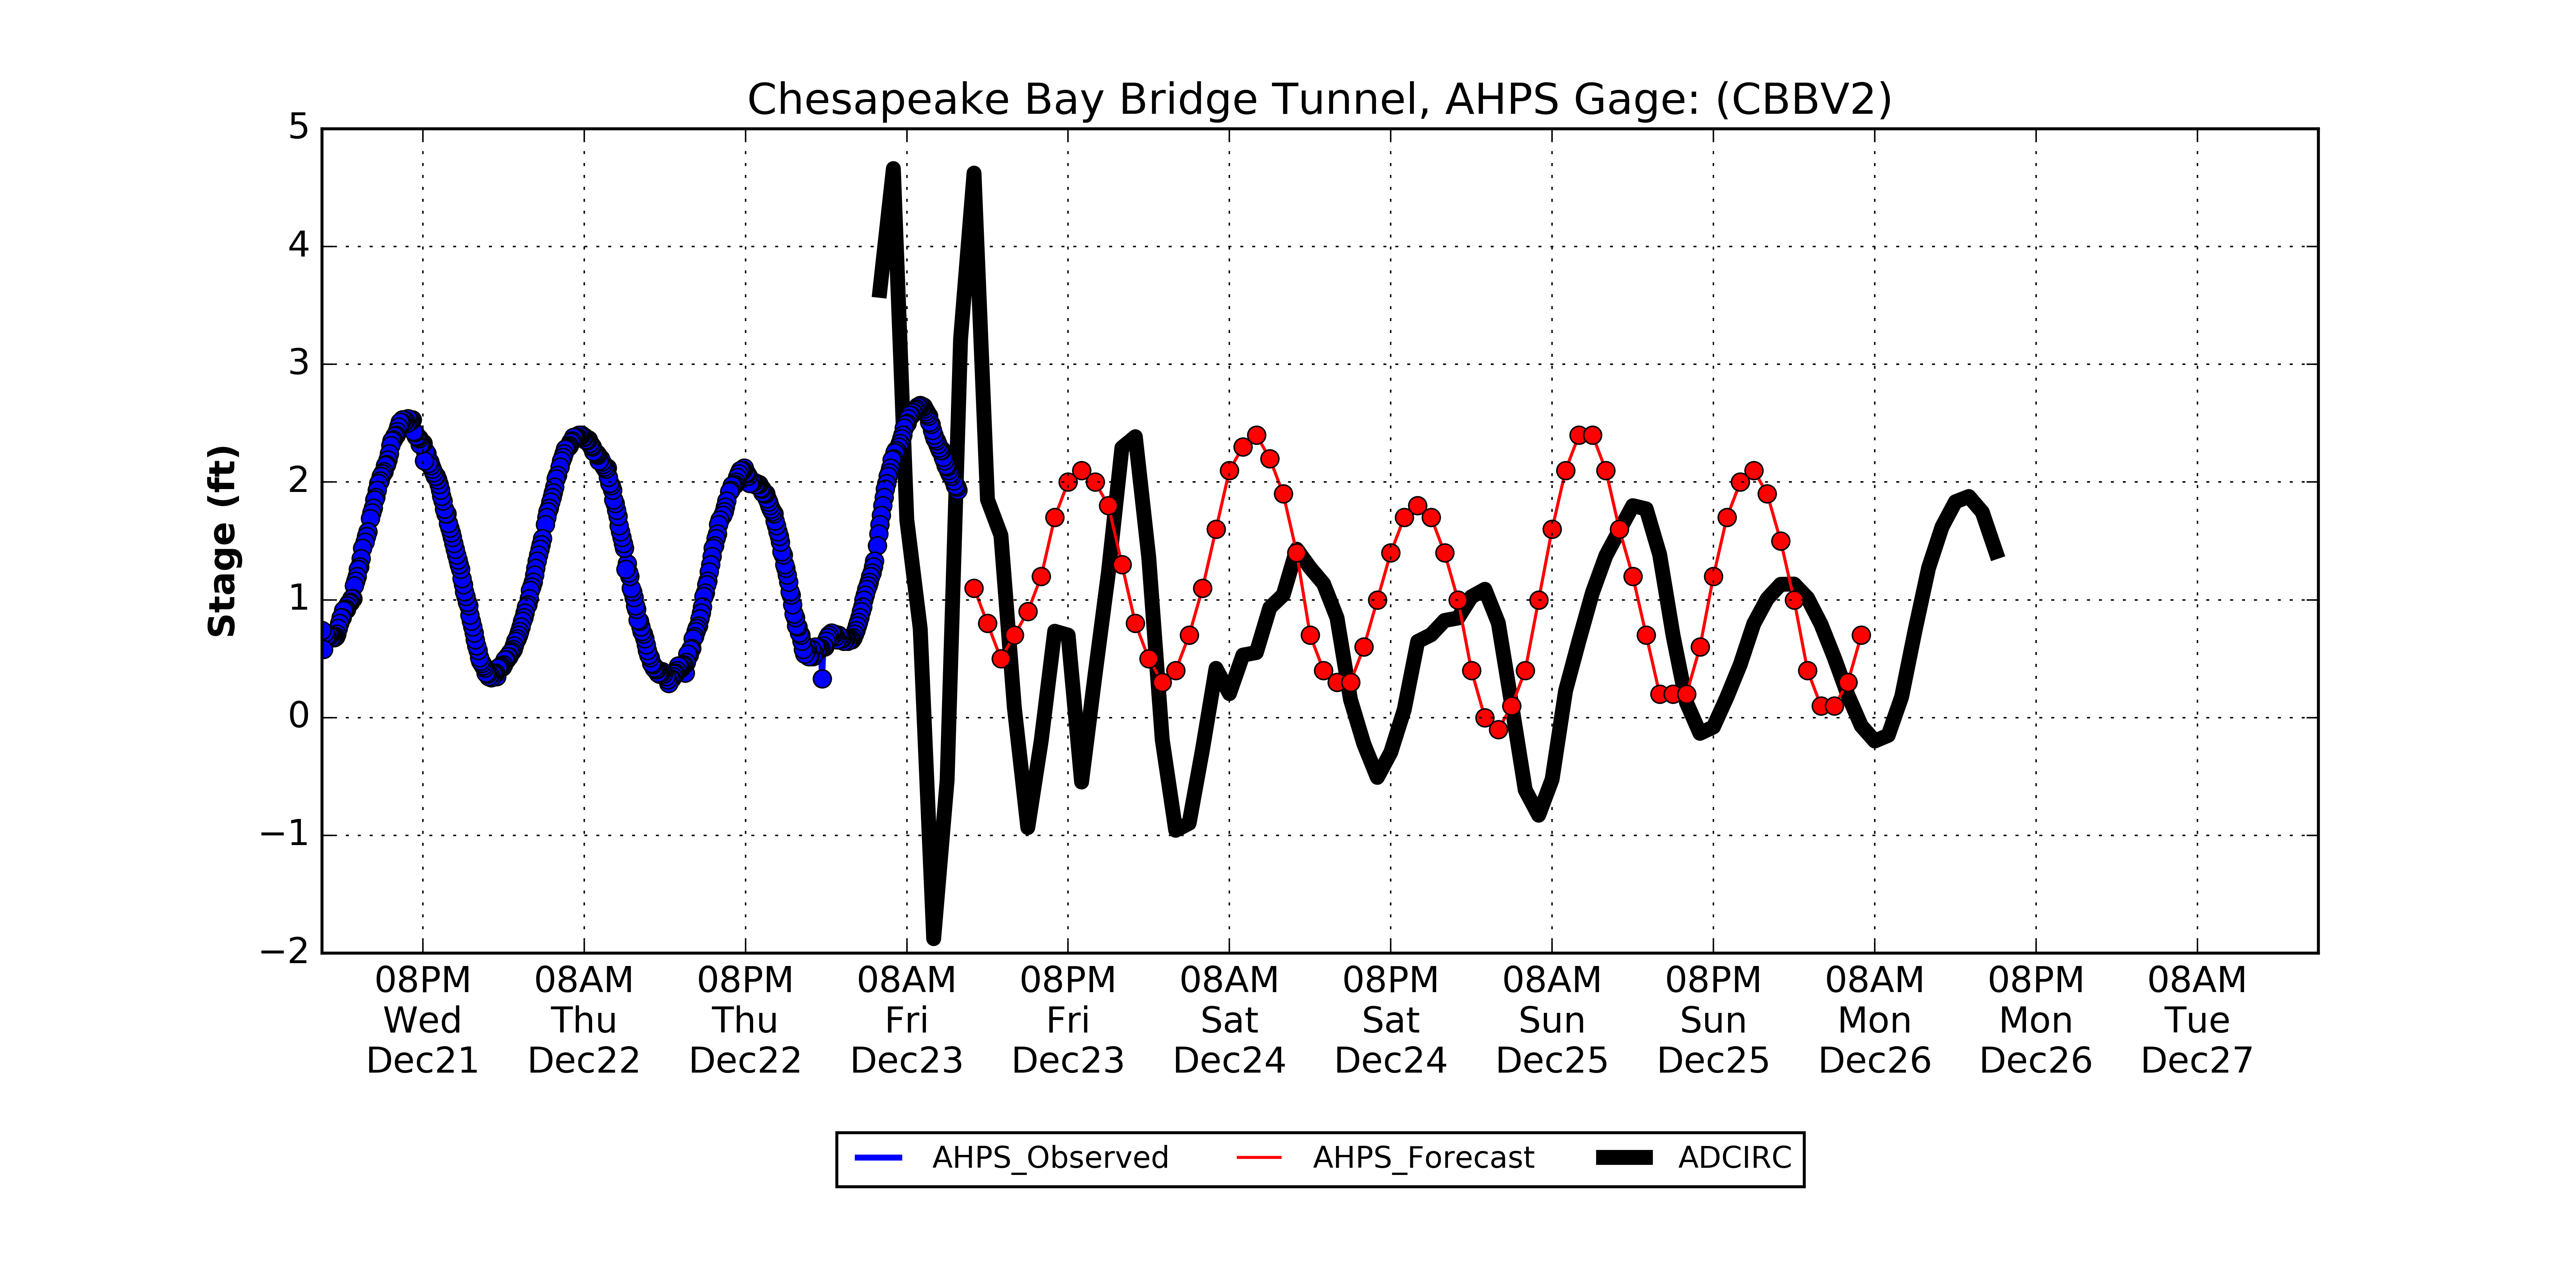 Chesapeake Bay Bridge Tunnel, AHPS Gage: (CBBV2)
5
4
3
2
1
0
−1
−2
Stage (ft)
08PM 08AM 08PM 08AM 08PM 08AM 08PM 08AM 08PM 08AM 08PM 08AM
Wed Thu Thu Fri Fri Sat Sat Sun Sun Mon Mon Tue
Dec21 Dec22 Dec22 Dec23 Dec23 Dec24 Dec24 Dec25 Dec25 Dec26 Dec26 Dec27
AHPS_Observed AHPS_Forecast ADCIRC